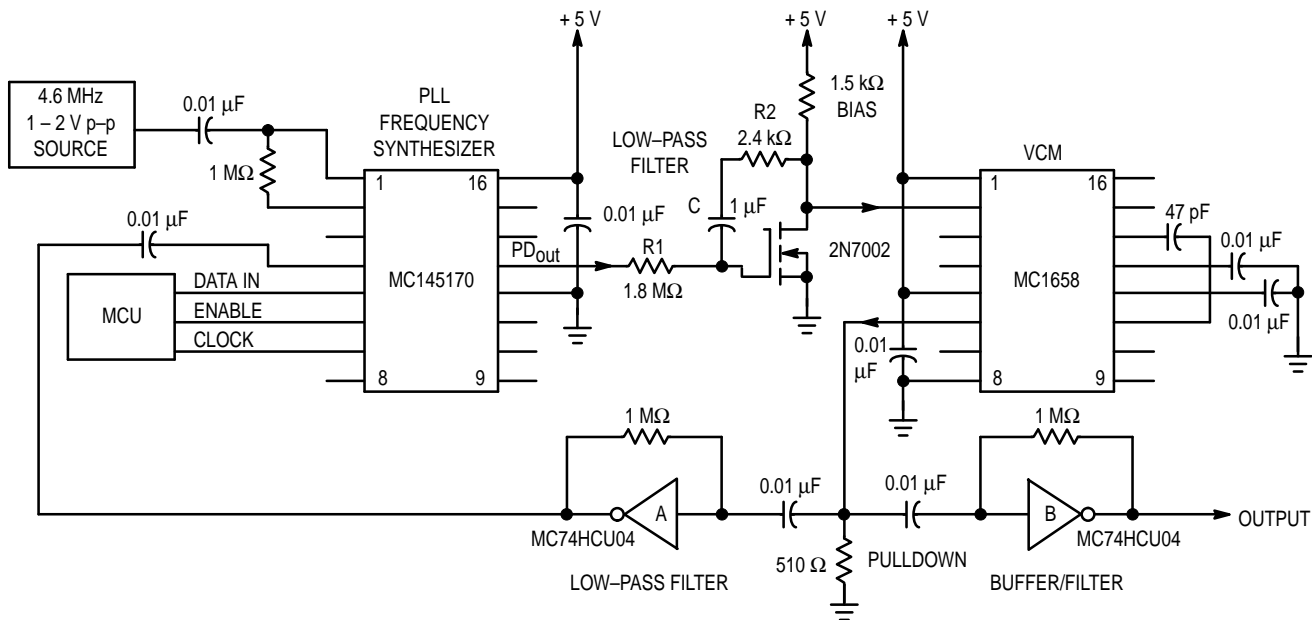 + 5 V
+ 5 V
+ 5 V
4.6 MHz
1 – 2 V p–p
SOURCE
0.01 µF
1 MΩ
PLL
FREQUENCY
SYNTHESIZER
1
16
8
9
MC145170
0.01 µF
MCU
DATA IN
ENABLE
CLOCK
0.01 µF
PDout
R1
1.8 MΩ
LOW–PASS
FILTER
R2
2.4 kΩ
C
1 µF
1.5 kΩ
BIAS
2N7002
VCM
1
16
8
9
MC1658
47 pF
0.01 µF
0.01 µF
0.01
µF
1 MΩ
A
MC74HCU04
LOW–PASS FILTER
0.01 µF
510 Ω
PULLDOWN
0.01 µF
1 MΩ
B
MC74HCU04
BUFFER/FILTER
OUTPUT